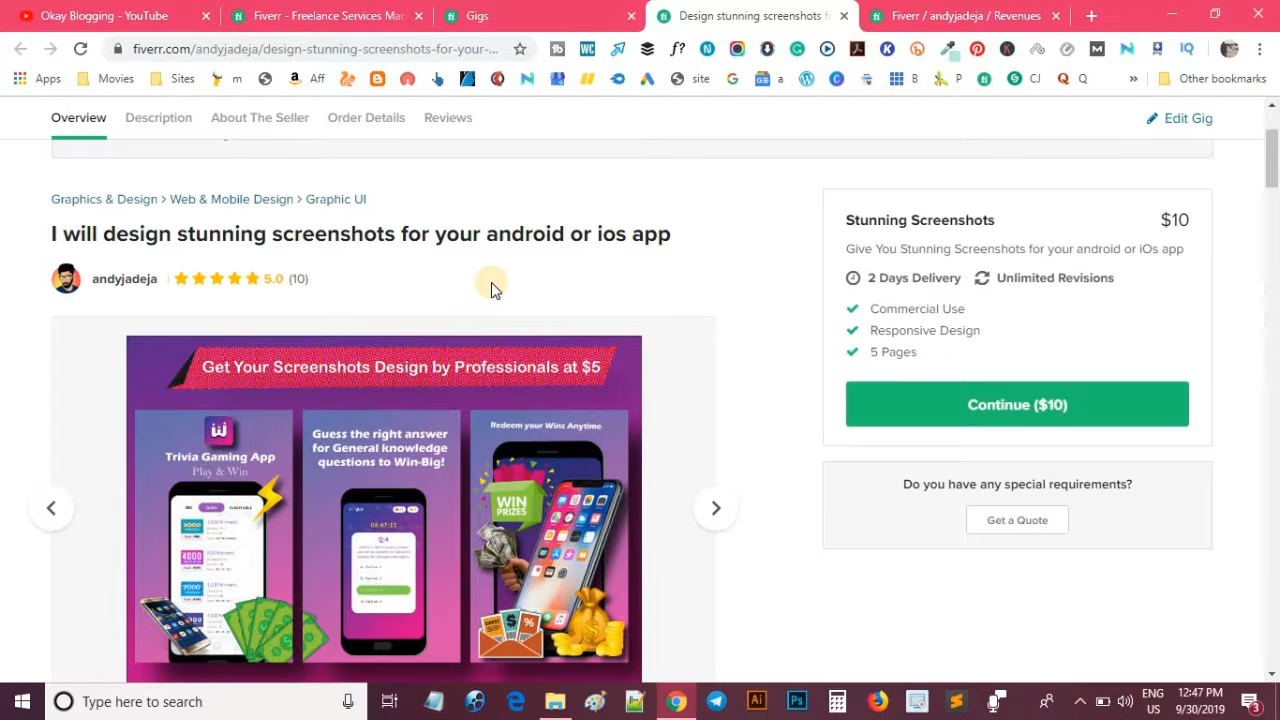 Okay Blogging - YouTube
Fiverr - Freelance Services Mar
Gigs
Design stunning screenshots fo
Fiverr / andyjadeja / Revenues
fiverr.com/andyjadeja/design-stunning-screenshots-for-your-...
Apps
Movies
Sites
m
Aff
B
site
a
B
P
CJ
Q
Other bookmarks
Overview
Description
About The Seller
Order Details
Reviews
Edit Gig
Graphics & Design > Web & Mobile Design > Graphic UI
I will design stunning screenshots for your android or ios app
andyjadeja
5.0 (10)
Stunning Screenshots
$10
Give You Stunning Screenshots for your android or iOs app
2 Days Delivery
Unlimited Revisions
Commercial Use
Responsive Design
5 Pages
Continue ($10)
Do you have any special requirements?
Get a Quote
Get Your Screenshots Design by Professionals at $5
Trivia Gaming App
Play & Win
Guess the right answer
for General knowledge
questions to Win-Big!
Redeem your Wins Anytime
WIN
PRIZES
Type here to search
ENG
US
12:47 PM
9/30/2019
3